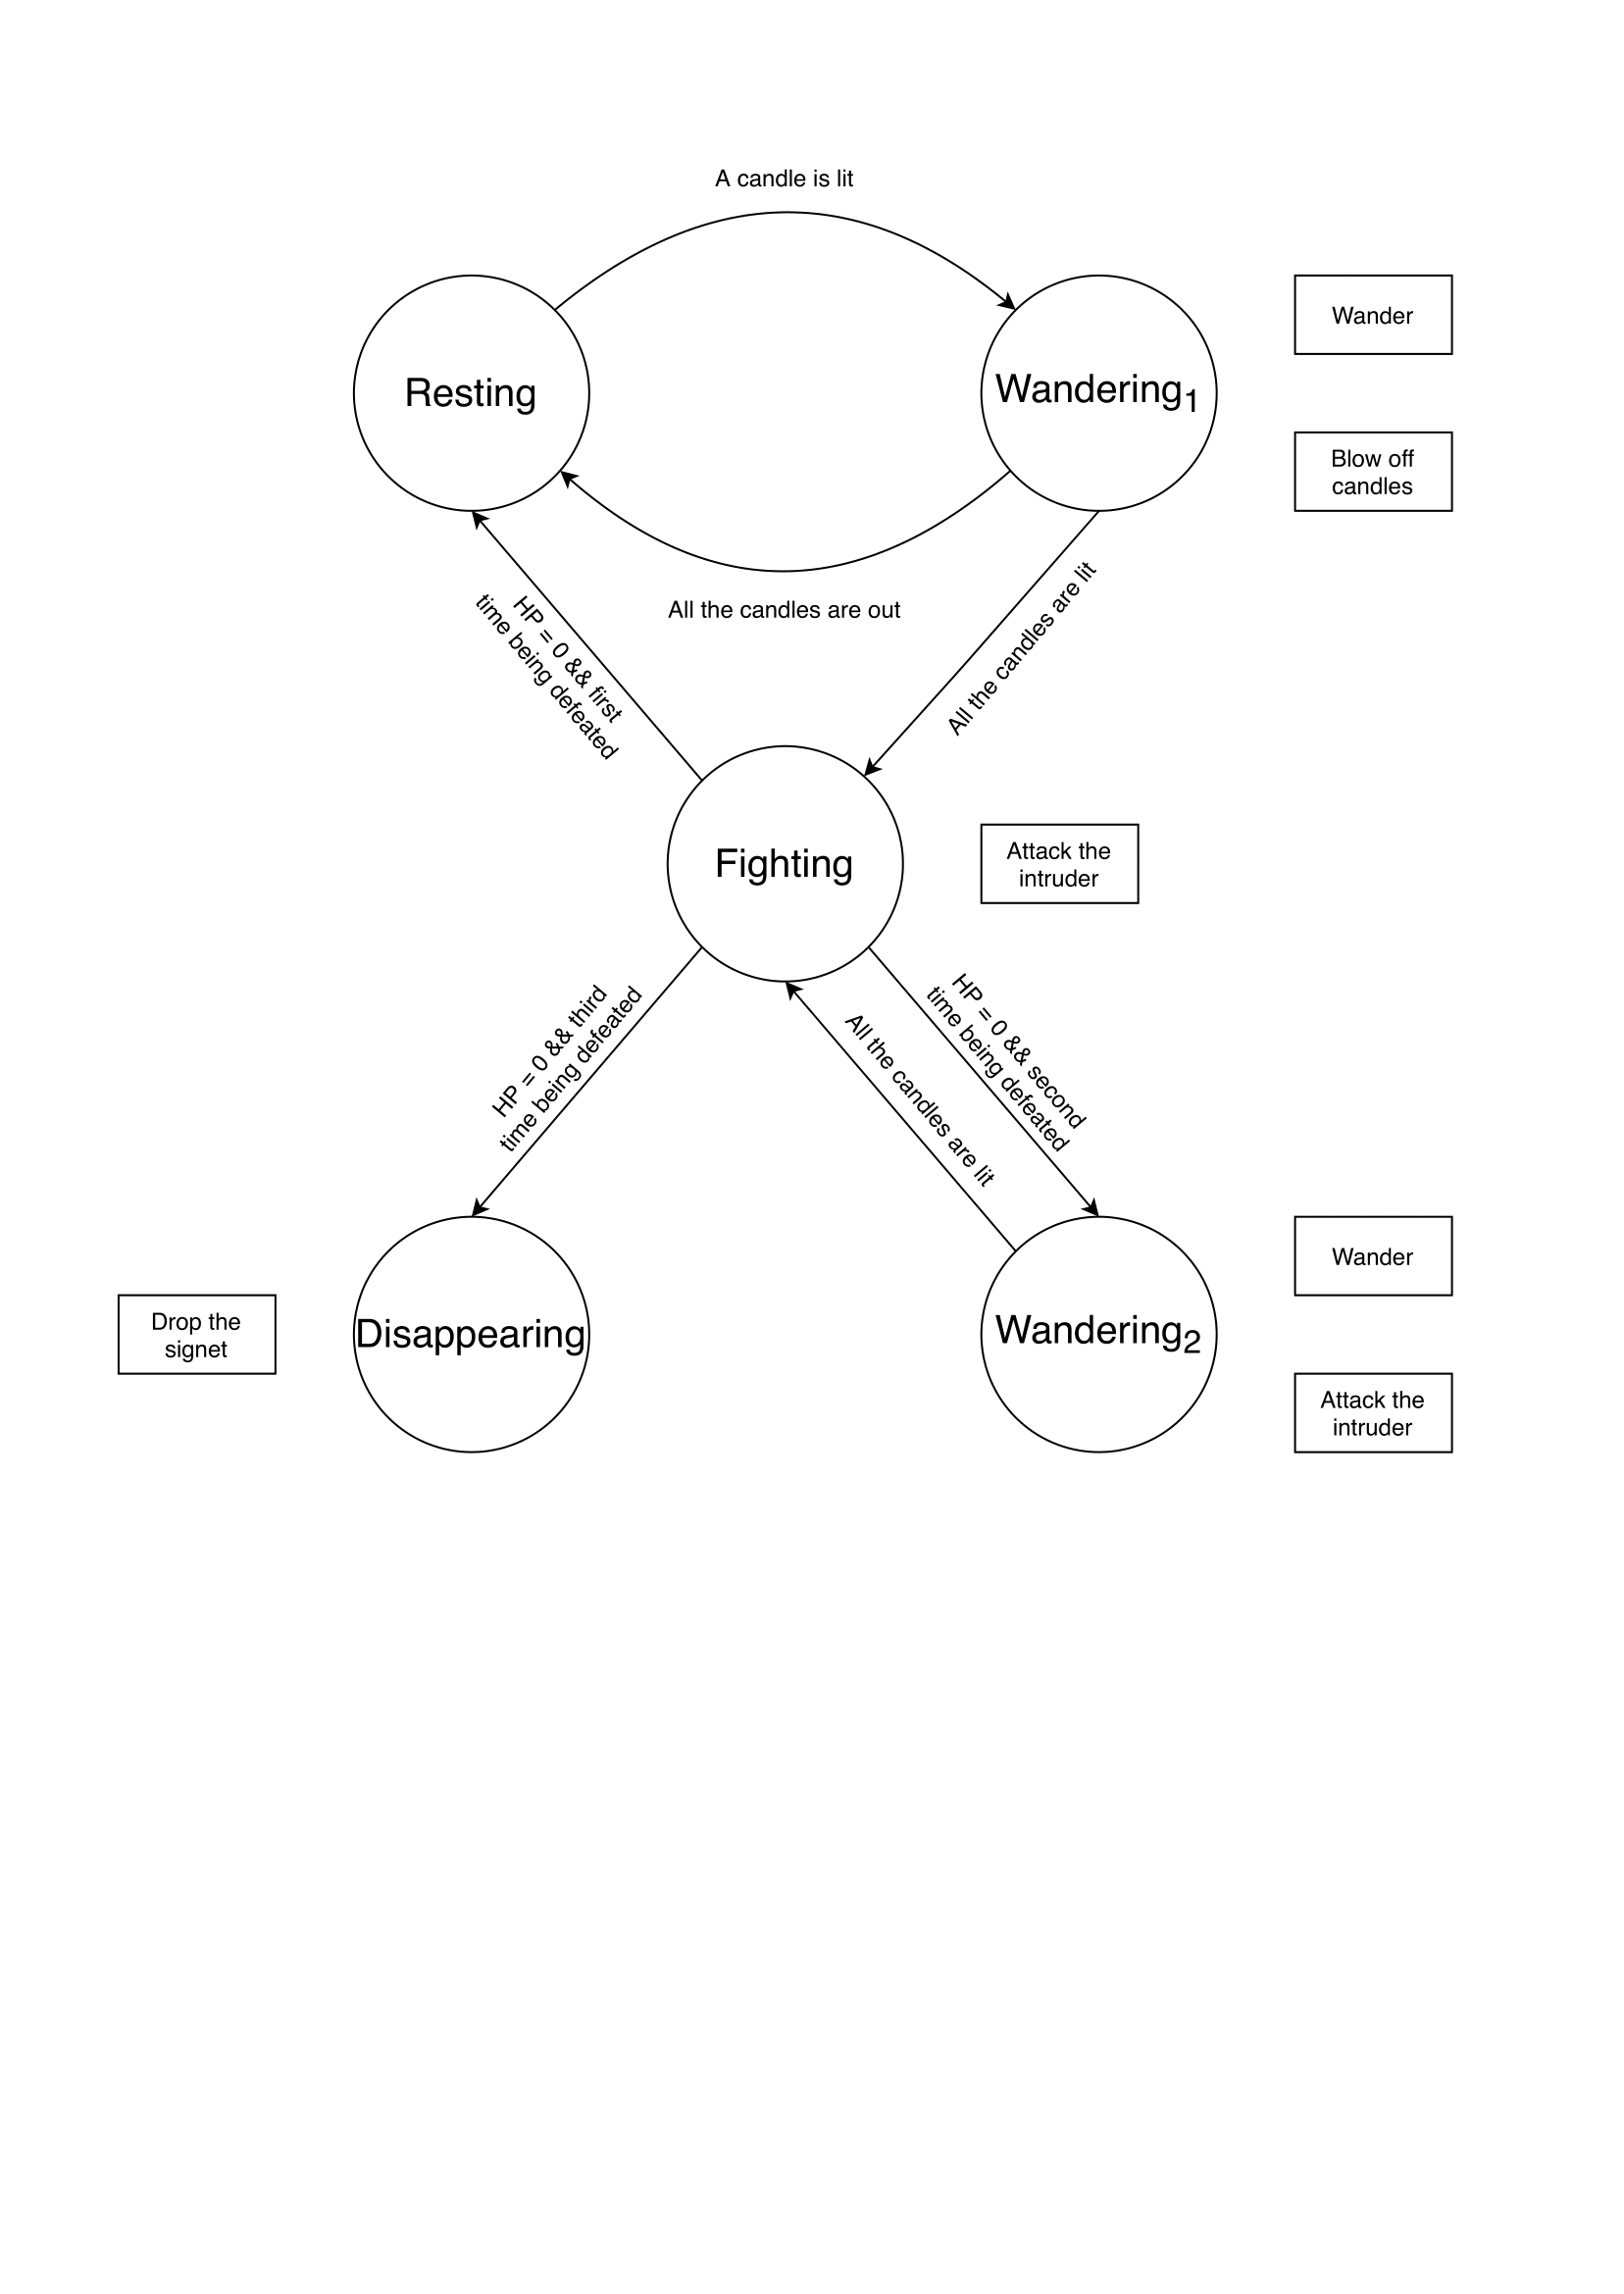 A candle is lit
Resting
Wandering1
Wander
Blow off
candles
All the candles are out
HP = 0 && first
time being defeated
All the candles are lit
Fighting
Attack the
intruder
HP = 0 && third
time being defeated
All the candles are lit
HP = 0 && second
time being defeated
Drop the
signet
Disappearing
Wandering2
Wander
Attack the
intruder